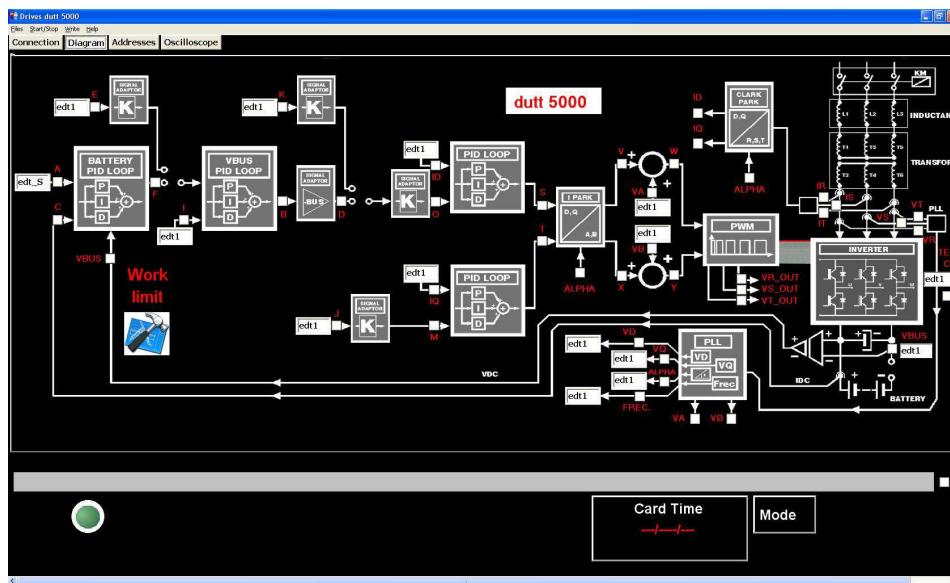 Drives dutt 5000
Files Start/Stop Write Help
Connection Diagram Addresses Oscilloscope
SIGNAL ADAPTOR
K
E
edt1
SIGNAL ADAPTOR
K
K
edt1
dutt 5000
CLARK PARK
D,Q
R,S,T
ID
IQ
ALPHA
KM
L1 L2 L3
INDUCTAN
T1 T3 T5
TRANSFOR
T2 T4 T6
BATTERY PID LOOP
P
I
D
A
edt_S
C
F
VBUS
VBUS PID LOOP
P
I
D
I
edt1
B
SIGNAL ADAPTOR
BUS
D
SIGNAL ADAPTOR
K
edt1
ID
O
PID LOOP
P
I
D
S
T
I PARK
D,Q
A,B
ALPHA
V
W
VA
edt1
VB
edt1
X
Y
PWM
VR_OUT
VS_OUT
VT_OUT
IR
IS
IT
VT
VS
VR
PLL
INVERTER
TE
C
edt1
Work limit
edt1
IQ
PID LOOP
P
I
D
J
edt1
SIGNAL ADAPTOR
K
M
VDC
IDC
VD
edt1
VQ
edt1
ALPHA
edt1
edt1
FREC.
PLL
VD
VQ
Frec
VA
VB
VBUS
edt1
BATTERY
Card Time
---/----/---
Mode